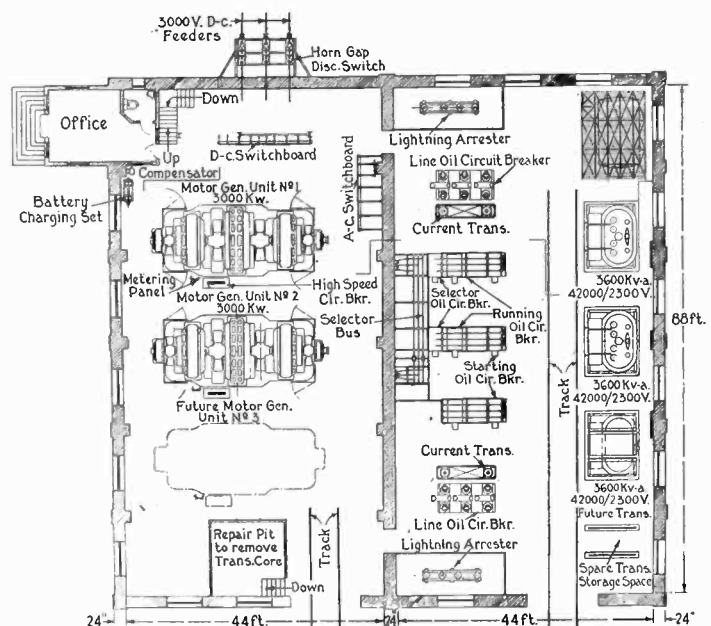 3000 V. D-c.
Feeders
Horn Gap
Disc. Switch
Office
Down
Up
D-c. Switchboard
Compensator
Battery
Charging Set
Motor Gen. Unit Nº 1
3000 Kw.
Metering
Panel
High Speed
Cir. Bkr.
Motor Gen. Unit Nº 2
3000 Kw.
Future Motor Gen.
Unit Nº 3
A-C. Switchboard
Lightning Arrester
Line Oil Circuit Breaker
Current Trans.
Selector
Oil Cir. Bkr.
Running
Oil Cir.
Bkr.
Selector
Bus
Starting
Oil Cir. Bkr.
Current Trans.
Line Oil Cir. Bkr.
Lightning Arrester
Repair Pit
to remove
Trans. Core
Down
Track
Track
3600 Kv-a.
42000/2300 V.
3600 Kv-a.
42000/2300V.
3600 Kv-a.
42000/2300V.
Future Trans.
Spare Trans.
Storage Space
88 ft.
24"
44 ft.
24"
44 ft.
24"